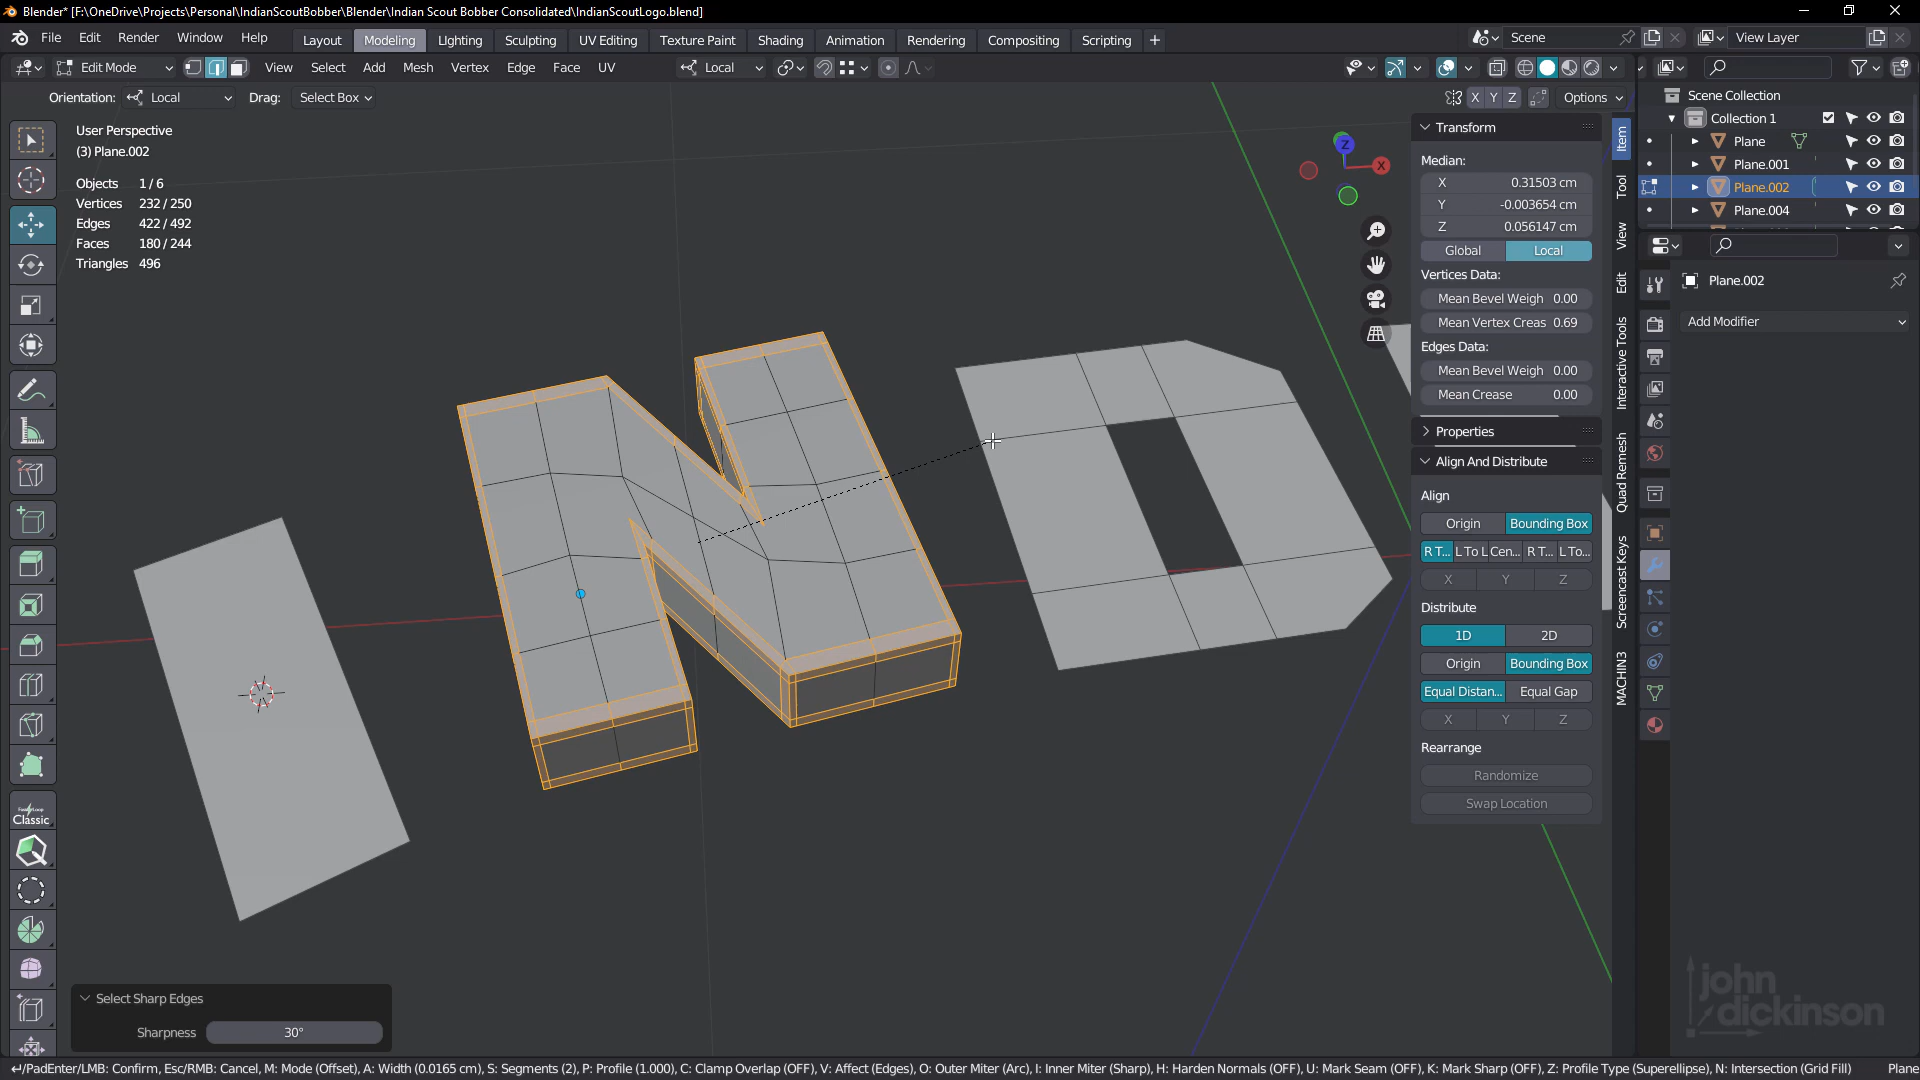 Blender* [F:\OneDrive\Projects\Personal\IndianScoutBobber\Blender\Indian Scout Bobber Consolidated\IndianScoutLogo.blend]
File Edit Render Window Help Layout Modeling LIghting Sculpting UV Editing Texture Paint Shading Animation Rendering Compositing Scripting + Scene View Layer
Edit Mode View Select Add Mesh Vertex Edge Face UV Local
Orientation: Local Drag: Select Box X Y Z Options
User Perspective
(3) Plane.002
Objects 1 / 6
Vertices 232 / 250
Edges 422 / 492
Faces 180 / 244
Triangles 496
Z
X
Classic
Select Sharp Edges
Sharpness 30°
Transform
Median:
X 0.31503 cm
Y -0.003654 cm
Z 0.056147 cm
Global Local
Vertices Data:
Mean Bevel Weigh 0.00
Mean Vertex Creas 0.69
Edges Data:
Mean Bevel Weigh 0.00
Mean Crease 0.00
Properties
Align And Distribute
Align
Origin Bounding Box
R T... L To L Cen... R T... L To...
X Y Z
Distribute
1D 2D
Origin Bounding Box
Equal Distan... Equal Gap
X Y Z
Rearrange
Randomize
Swap Location
Item
Tool
View
Edit
Interactive Tools
Quad Remesh
Screencast Keys
MACHIN3
Scene Collection
Collection 1
Plane
Plane.001
Plane.002
Plane.004
Plane.002
Add Modifier
john
dickinson
↵/PadEnter/LMB: Confirm, Esc/RMB: Cancel, M: Mode (Offset), A: Width (0.0165 cm), S: Segments (2), P: Profile (1.000), C: Clamp Overlap (OFF), V: Affect (Edges), O: Outer Miter (Arc), I: Inner Miter (Sharp), H: Harden Normals (OFF), U: Mark Seam (OFF), K: Mark Sharp (OFF), Z: Profile Type (Superellipse), N: Intersection (Grid Fill) Plane